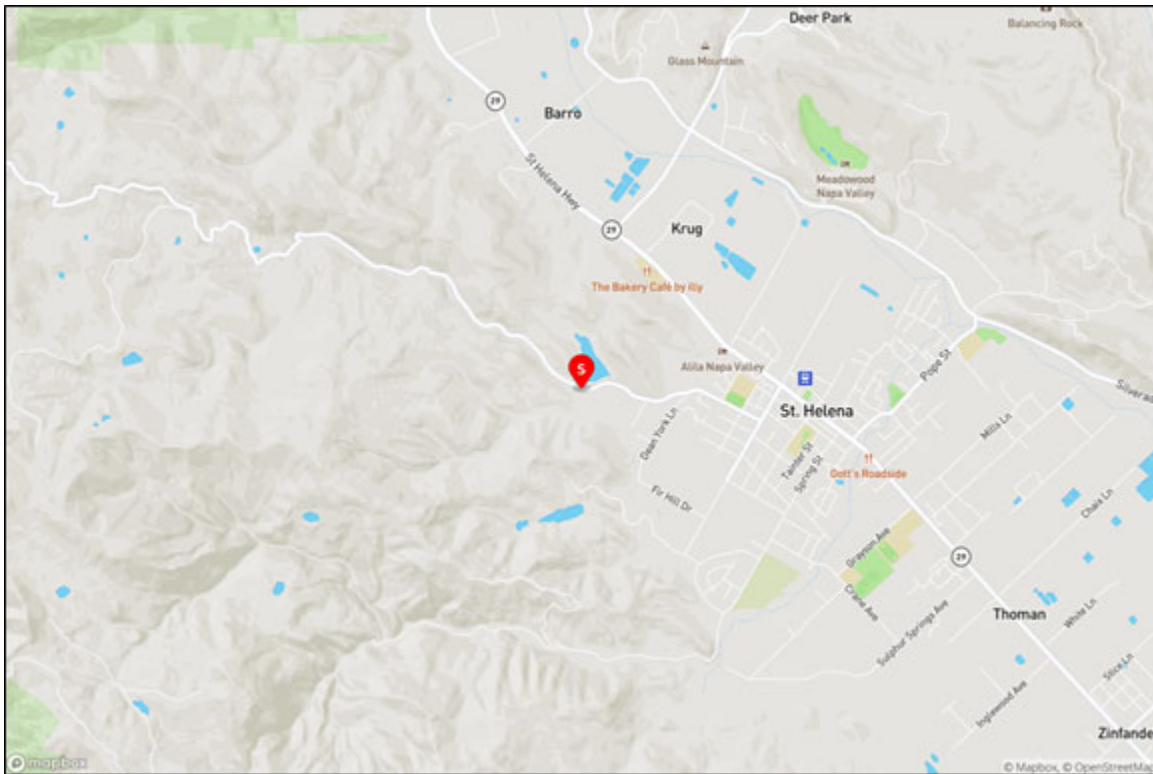 Deer Park
Balancing Rock
Glass Mountain
29
Barro
St Helena Hwy
Meadowood
Napa Valley
29
Krug
The Bakery Café by illy
S
Alila Napa Valley
Pope St
Silverad
St. Helena
Dean York Ln
Mills Ln
Tainter St
Spring St
Gott's Roadside
Fir Hill Dr
Chaix Ln
Grayson Ave
29
Crane Ave
Thoman
White Ln
Sulphur Springs Ave
Stice Ln
Inglewood Ave
Zinfande
mapbox
© Mapbox, © OpenStreetMap